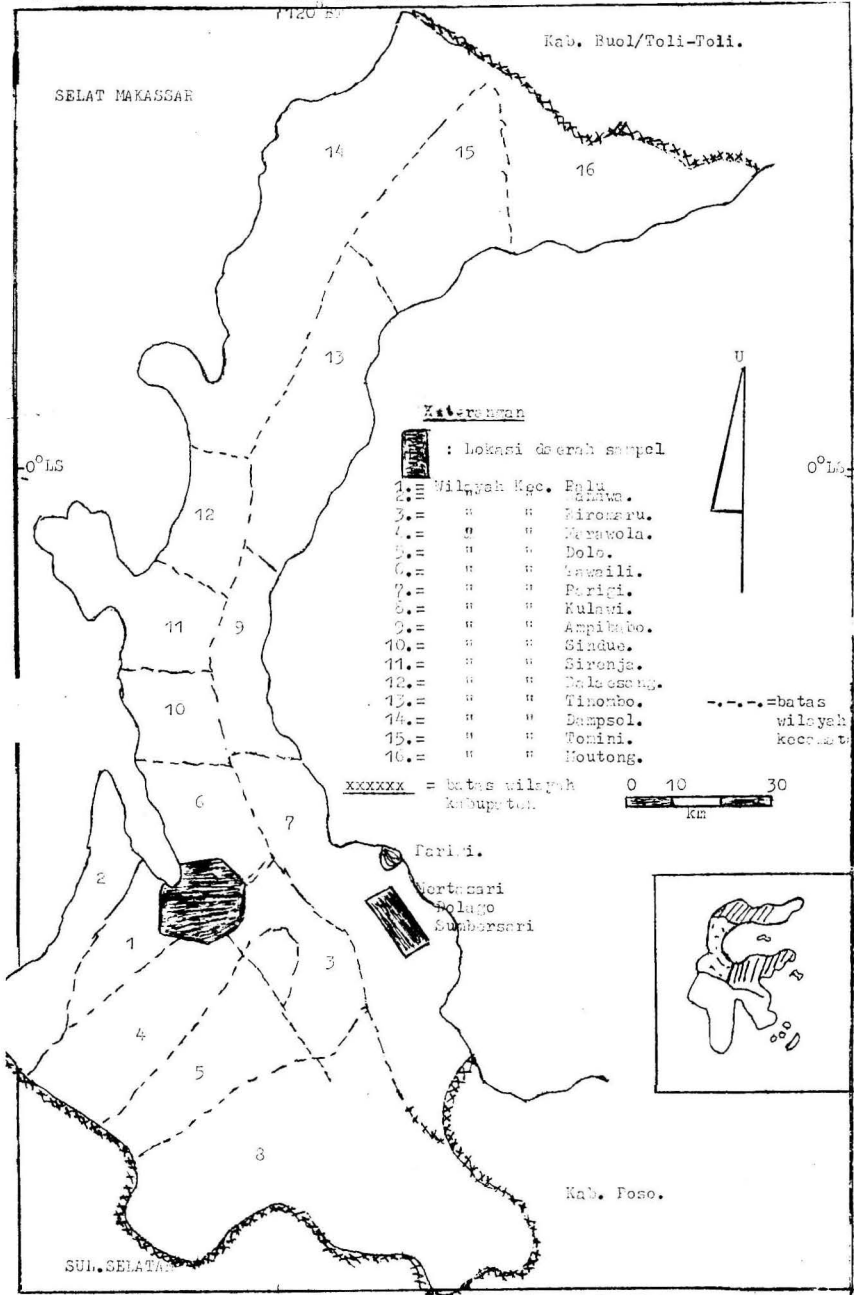 120°
Kab. Buol/Toli-Toli.
SELAT MAKASSAR
14
15
16
13
U
Keterangan
: Lokasi daerah sampel
0°LS
0°LS
1.= Wilayah Kec. Palu
2.= " " Banawa.
3.= " " Biromaru.
4.= " " Marawola.
5.= " " Dolo.
6.= " " Tawaili.
7.= " " Parigi.
8.= " " Kulawi.
9.= " " Ampibabo.
10.= " " Sindue.
11.= " " Sirenja.
12.= " " Balaesang.
13.= " " Tinombo.
14.= " " Dampsol.
15.= " " Tomini.
16.= " " Moutong.
-.-.-.=batas
wilayah
kecamat
xxxxxx = batas wilayah
kabupaten
0 10 30
km
12
11
9
10
6
7
2
1
3
4
5
8
Parigi.
Dolago
Sumbersari
Kab. Poso.
SUL.SELATAN